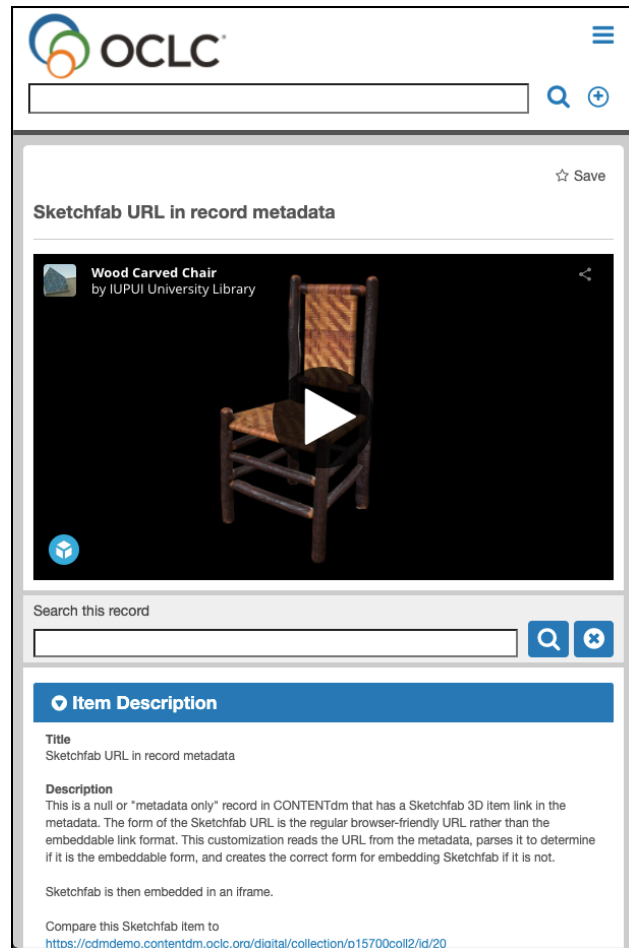 OCLC
Save
Sketchfab URL in record metadata
Wood Carved Chair
by IUPUI University Library
Search this record
Item Description
Title
Sketchfab URL in record metadata
Description
This is a null or "metadata only" record in CONTENTdm that has a Sketchfab 3D item link in the
metadata. The form of the Sketchfab URL is the regular browser-friendly URL rather than the
embeddable link format. This customization reads the URL from the metadata, parses it to determine
if it is the embeddable form, and creates the correct form for embedding Sketchfab if it is not.
Sketchfab is then embedded in an iframe.
Compare this Sketchfab item to
https://cdmdemo.contentdm.oclc.org/digital/collection/p15700coll2/id/20